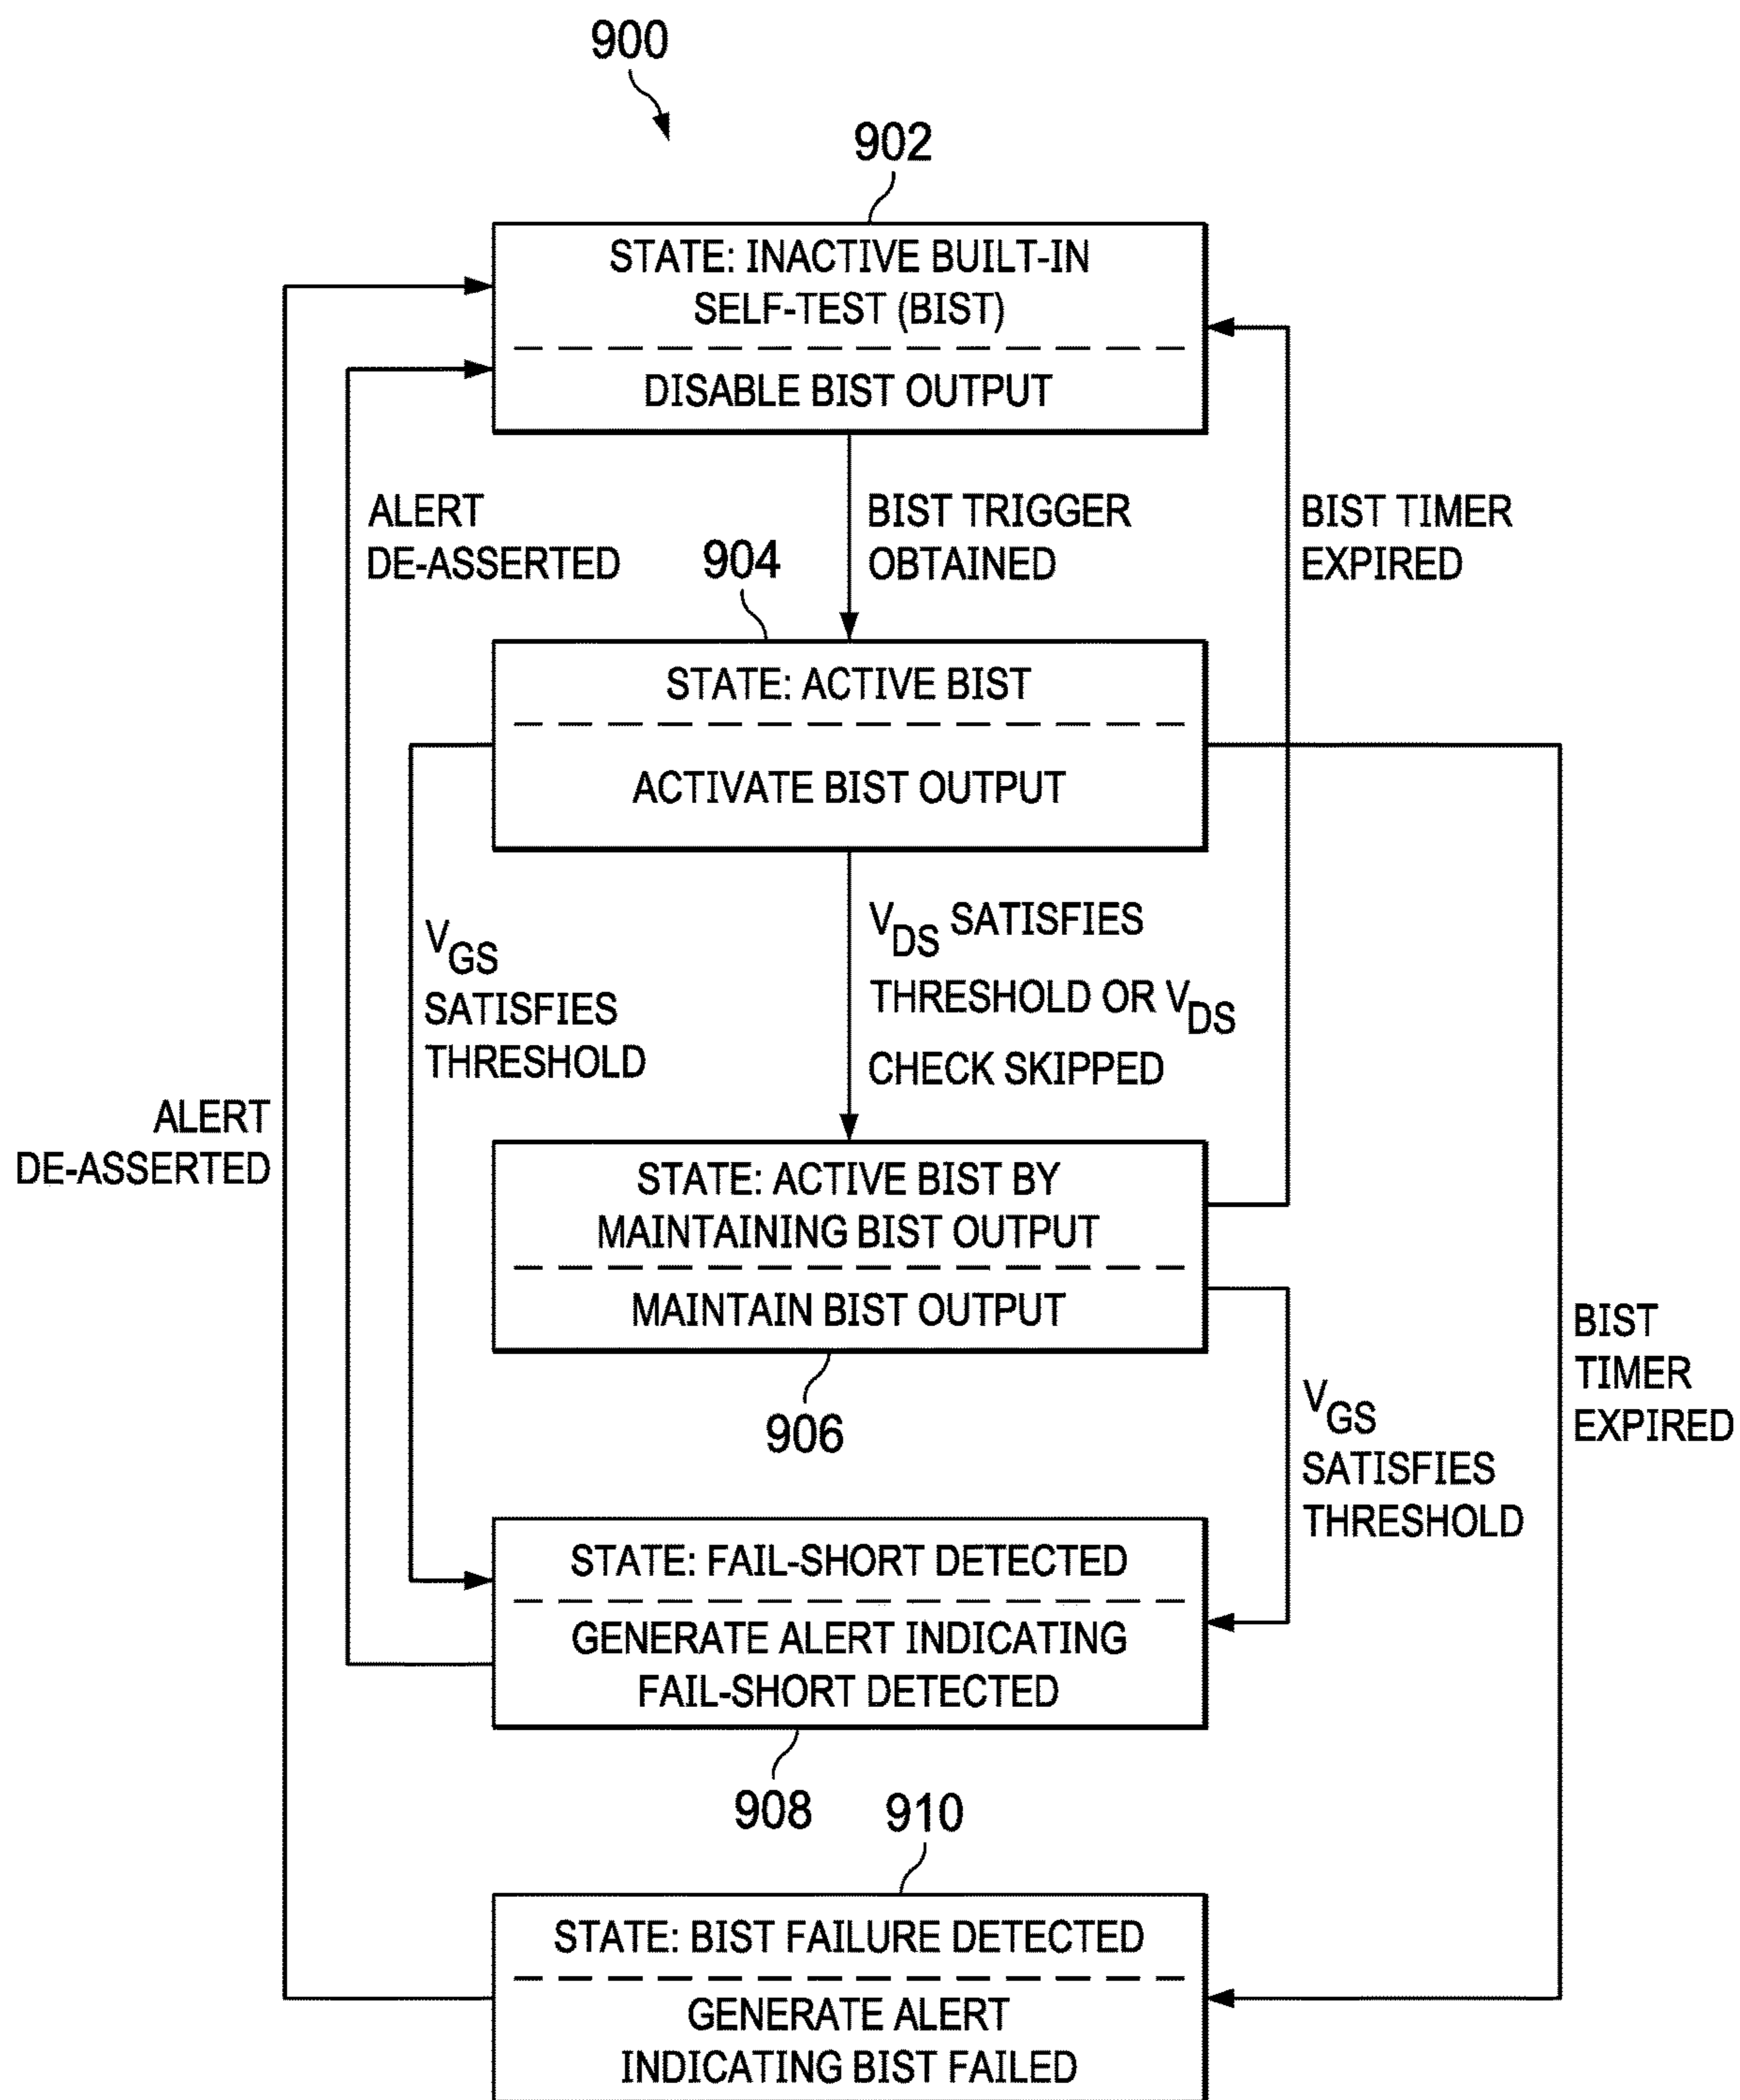 900
902
STATE: INACTIVE BUILT-IN
SELF-TEST (BIST)
DISABLE BIST OUTPUT
ALERT
DE-ASSERTED
BIST TRIGGER
OBTAINED
BIST TIMER
EXPIRED
904
STATE: ACTIVE BIST
ACTIVATE BIST OUTPUT
VGS
SATISFIES
THRESHOLD
VDS SATISFIES
THRESHOLD OR VDS
CHECK SKIPPED
ALERT
DE-ASSERTED
STATE: ACTIVE BIST BY
MAINTAINING BIST OUTPUT
MAINTAIN BIST OUTPUT
906
VGS
SATISFIES
THRESHOLD
BIST
TIMER
EXPIRED
STATE: FAIL-SHORT DETECTED
GENERATE ALERT INDICATING
FAIL-SHORT DETECTED
908
910
STATE: BIST FAILURE DETECTED
GENERATE ALERT
INDICATING BIST FAILED